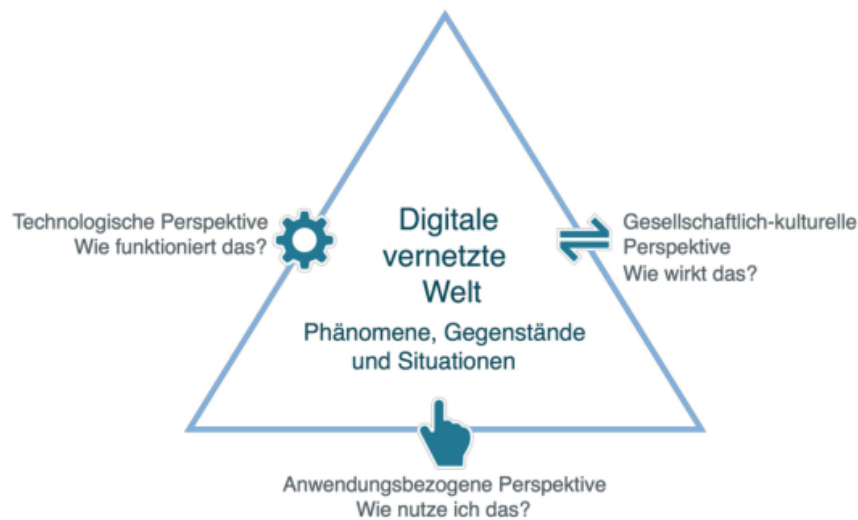 Technologische Perspektive
Wie funktioniert das?
Digitale
vernetzte
Welt
Phänomene, Gegenstände
und Situationen
Gesellschaftlich-kulturelle
Perspektive
Wie wirkt das?
Anwendungsbezogene Perspektive
Wie nutze ich das?